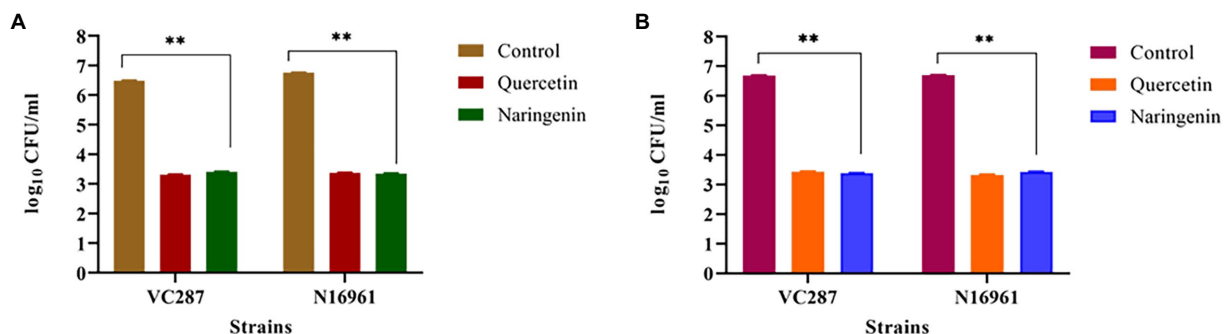 A
log10 CFU/ml
8
7
6
5
4
3
2
1
0
**
**
VC287
N16961
Strains
Control
Quercetin
Naringenin
B
log10 CFU/ml
8
7
6
5
4
3
2
1
0
**
**
VC287
N16961
Strains
Control
Quercetin
Naringenin